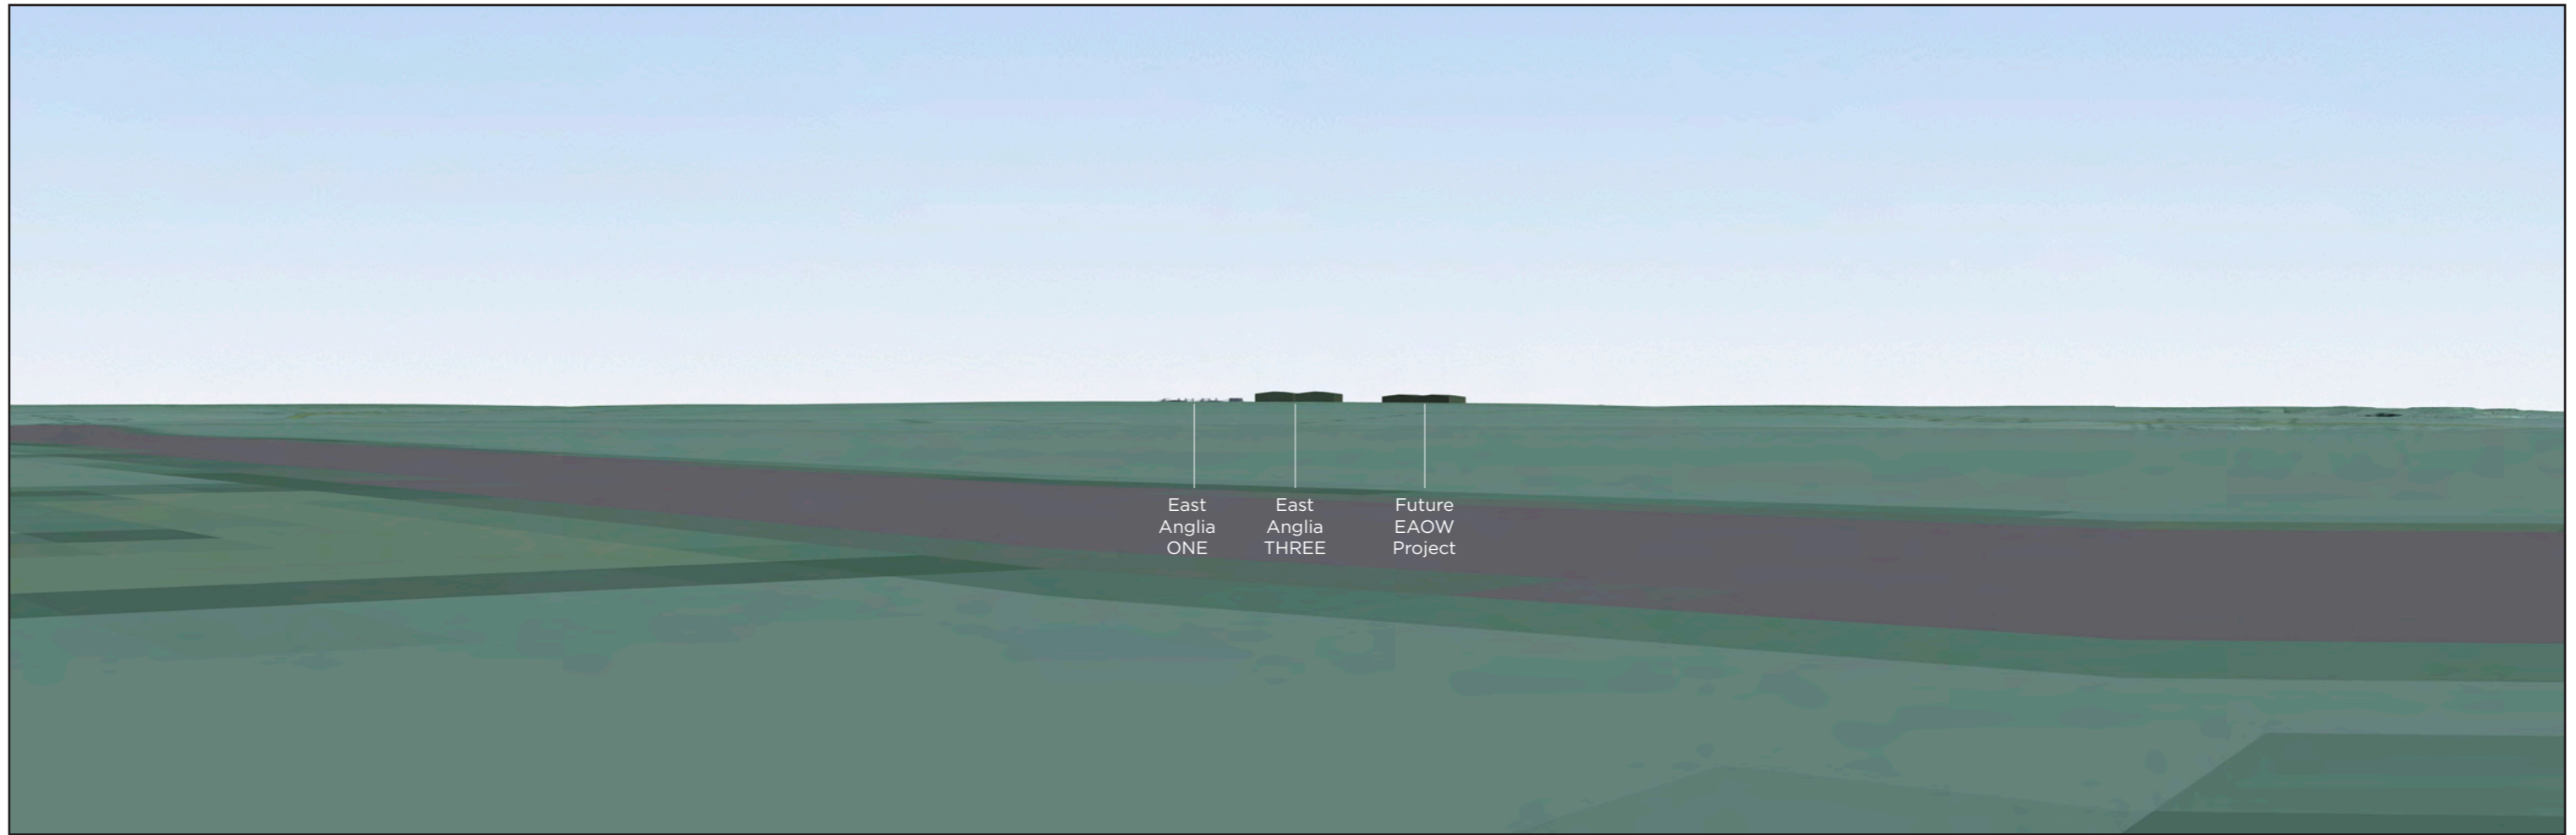 East
Anglia
ONE
East
Anglia
THREE
Future
EAOW
Project